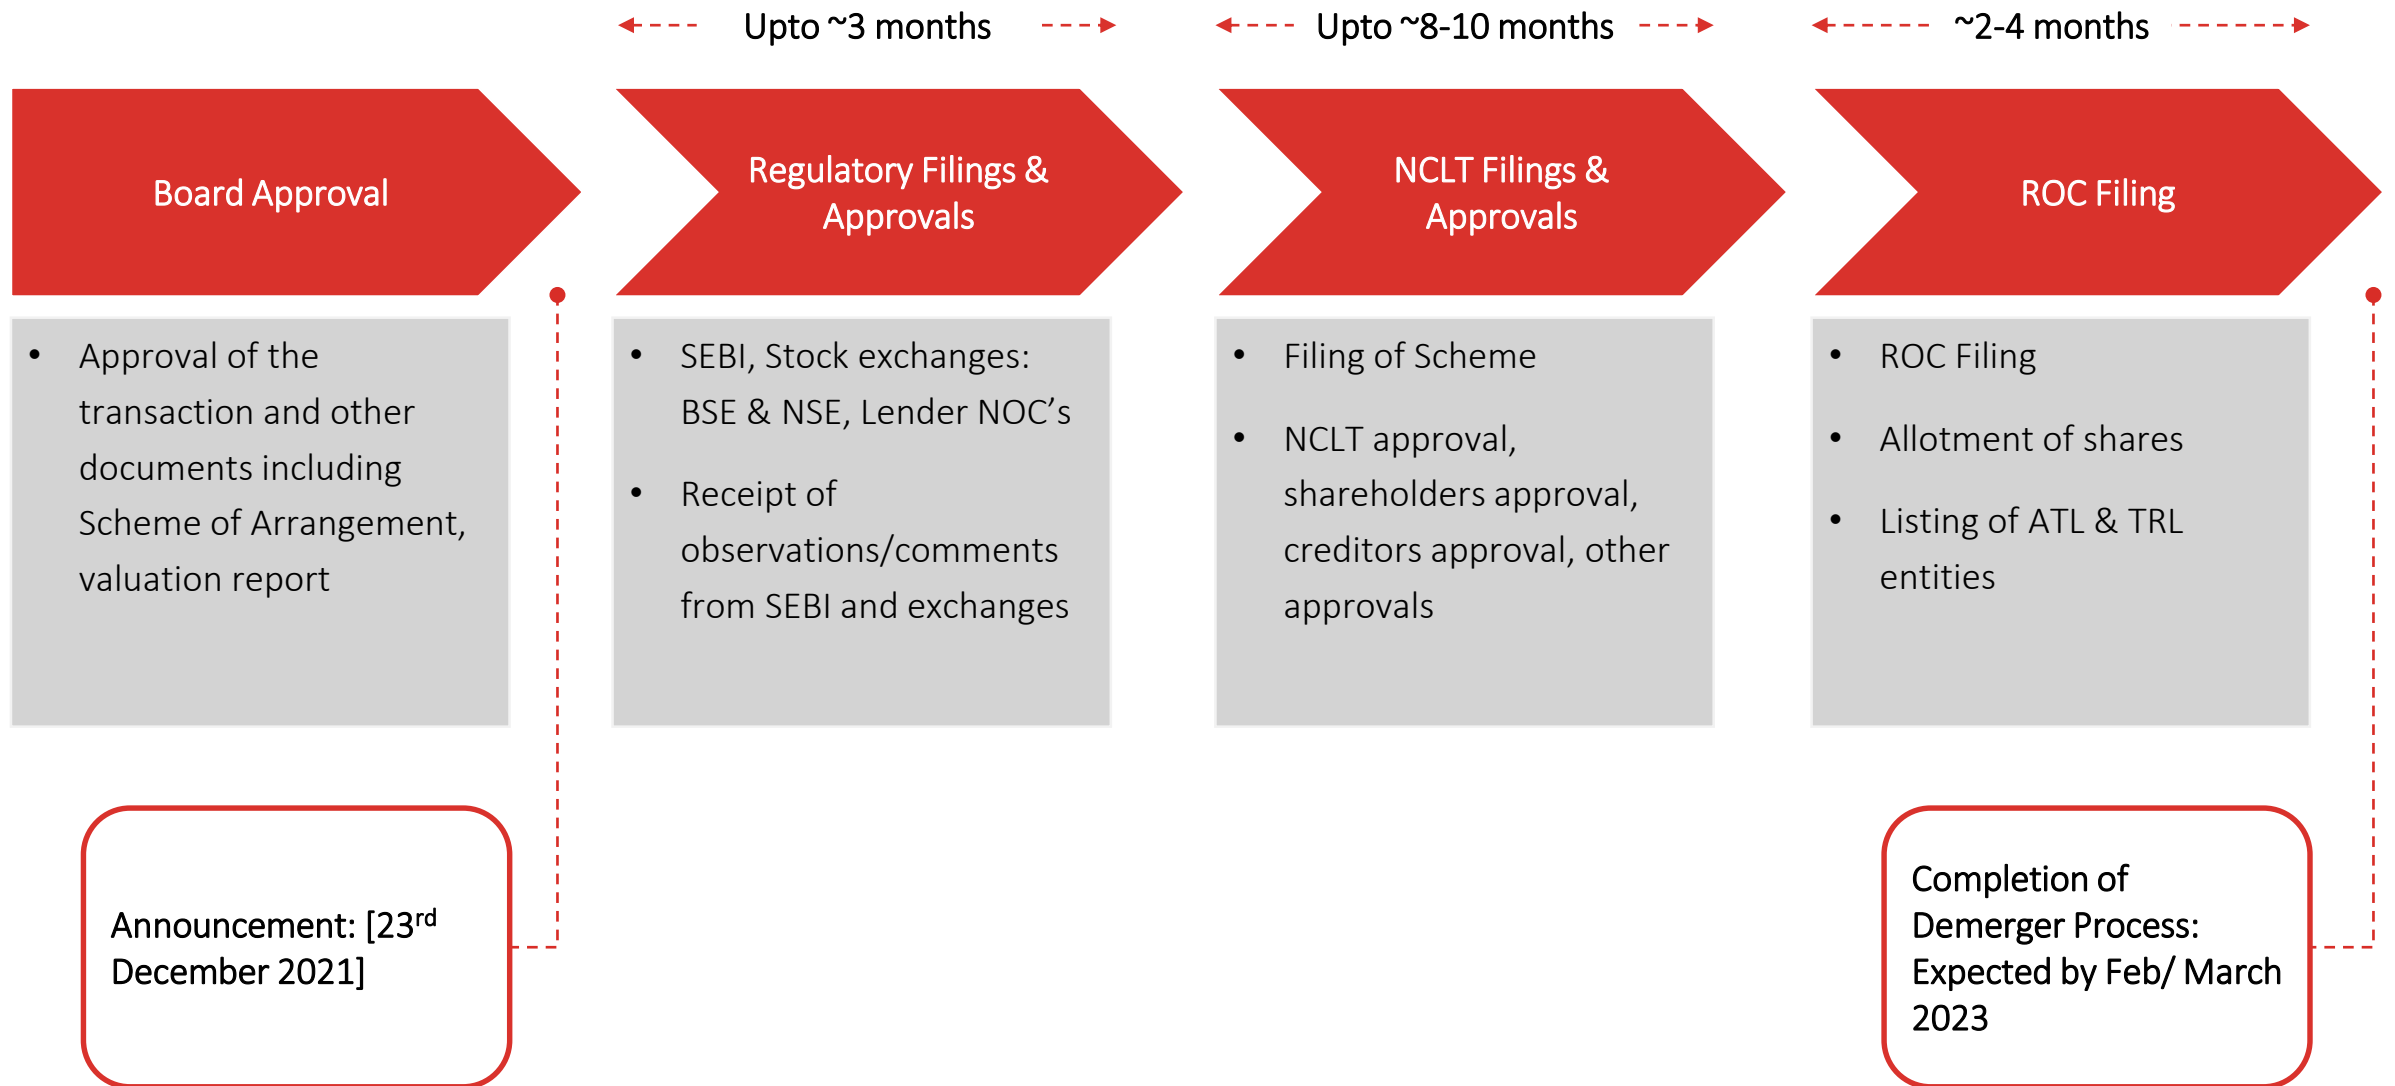 Upto ~3 months
Upto ~8-10 months
~2-4 months
Board Approval
Regulatory Filings &
Approvals
NCLT Filings &
Approvals
ROC Filing
• Approval of the
transaction and other
documents including
Scheme of Arrangement,
valuation report
• SEBI, Stock exchanges:
BSE & NSE, Lender NOC’s
• Receipt of
observations/comments
from SEBI and exchanges
• Filing of Scheme
• NCLT approval,
shareholders approval,
creditors approval, other
approvals
• ROC Filing
• Allotment of shares
• Listing of ATL & TRL
entities
Announcement: [23rd
December 2021]
Completion of
Demerger Process:
Expected by Feb/ March
2023